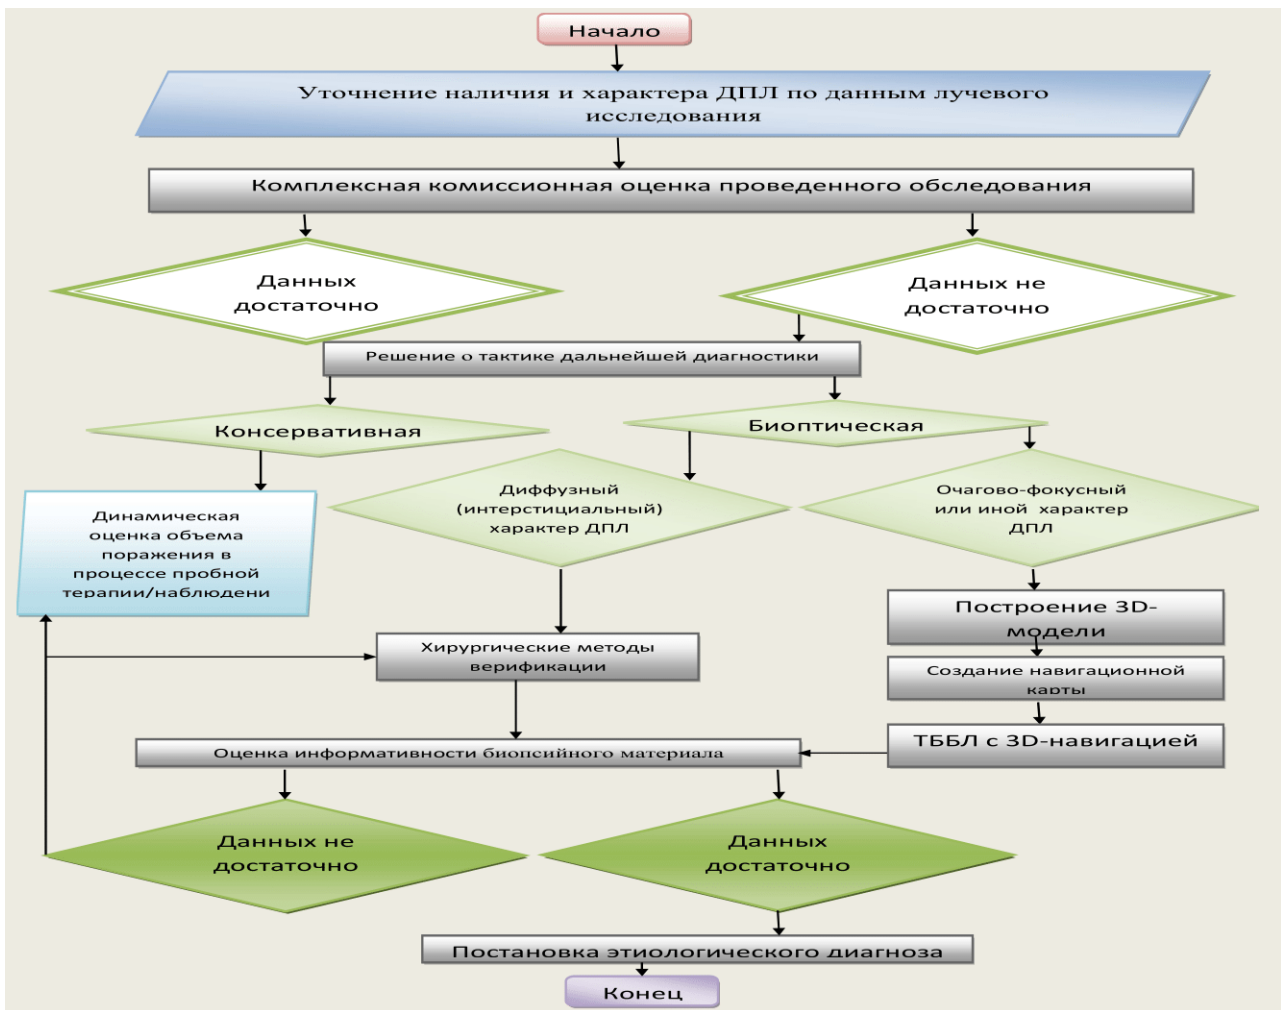 Начало
Уточнение наличия и характера ДПЛ по данным лучевого
исследования
Комплексная комиссионная оценка проведенного обследования
Данных
достаточно
Данных не
достаточно
Решение о тактике дальнейшей диагностики
Консервативная
Биоптическая
Диффузный
(интерстициальный)
характер ДПЛ
Очагово-фокусный
или иной характер
ДПЛ
Динамическая
оценка объема
поражения в
процессе пробной
терапии/наблюдени
Построение 3D-
модели
Хирургические методы
верификации
Создание навигационной
карты
ТББЛ с 3D-навигацией
Оценка информативности биопсийного материала
Данных не
достаточно
Данных
достаточно
Постановка этиологического диагноза
Конец